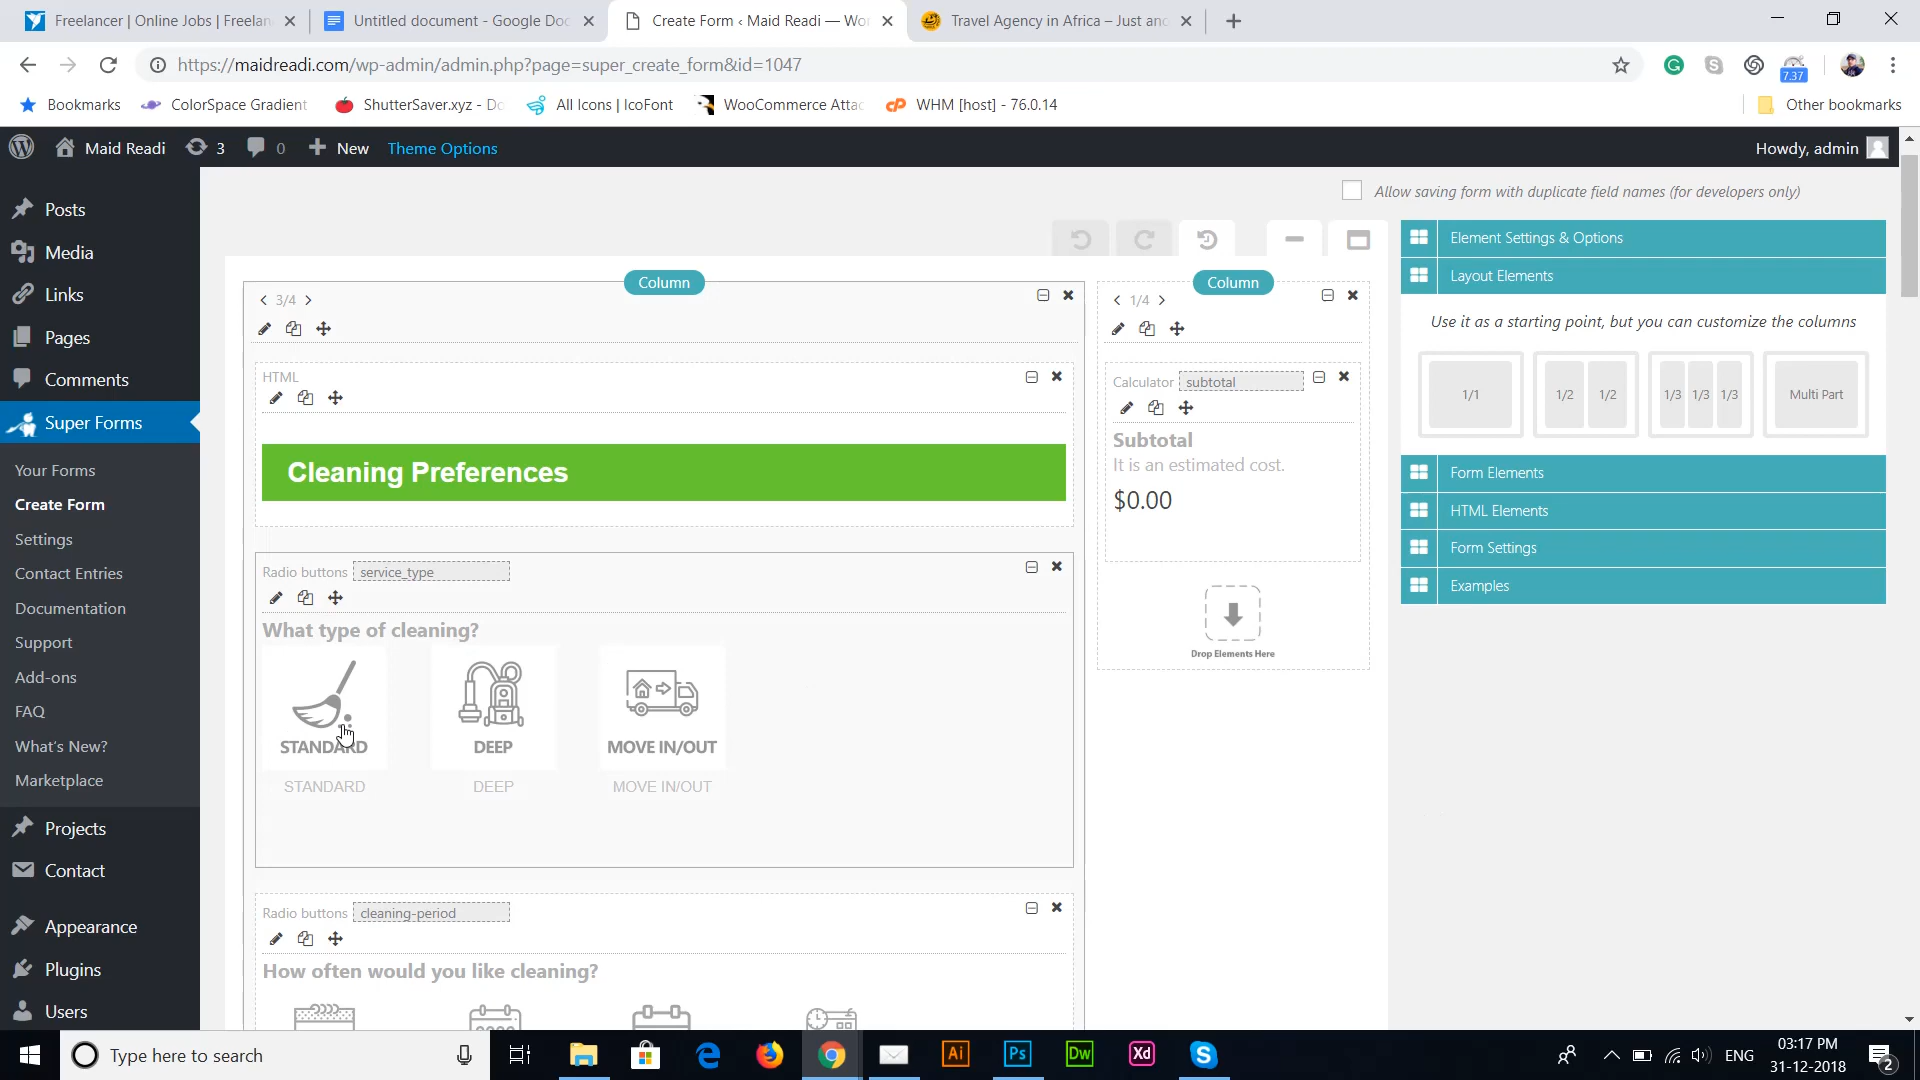 Freelancer | Online Jobs | Freelan
Untitled document - Google Doc
Create Form ‹ Maid Readi — Wor
Travel Agency in Africa – Just and
https://maidreadi.com/wp-admin/admin.php?page=super_create_form&id=1047
7.37
Bookmarks
ColorSpace Gradient
ShutterSaver.xyz - Do
All Icons | IcoFont
WooCommerce Attac
WHM [host] - 76.0.14
Other bookmarks
Maid Readi
3
0
New
Theme Options
Howdy, admin
Posts
Media
Links
Pages
Comments
Super Forms
Your Forms
Create Form
Settings
Contact Entries
Documentation
Support
Add-ons
FAQ
What's New?
Marketplace
Projects
Contact
Appearance
Plugins
Users
Allow saving form with duplicate field names (for developers only)
Column
3/4
HTML
Cleaning Preferences
Radio buttons service_type
What type of cleaning?
STANDARD
DEEP
MOVE IN/OUT
STANDARD
DEEP
MOVE IN/OUT
Radio buttons cleaning-period
How often would you like cleaning?
Column
1/4
Calculator subtotal
Subtotal
It is an estimated cost.
$0.00
Drop Elements Here
Element Settings & Options
Layout Elements
Use it as a starting point, but you can customize the columns
1/1
1/2 1/2
1/3 1/3 1/3
Multi Part
Form Elements
HTML Elements
Form Settings
Examples
Type here to search
Ai
Ps
Dw
Xd
ENG
03:17 PM
31-12-2018
2